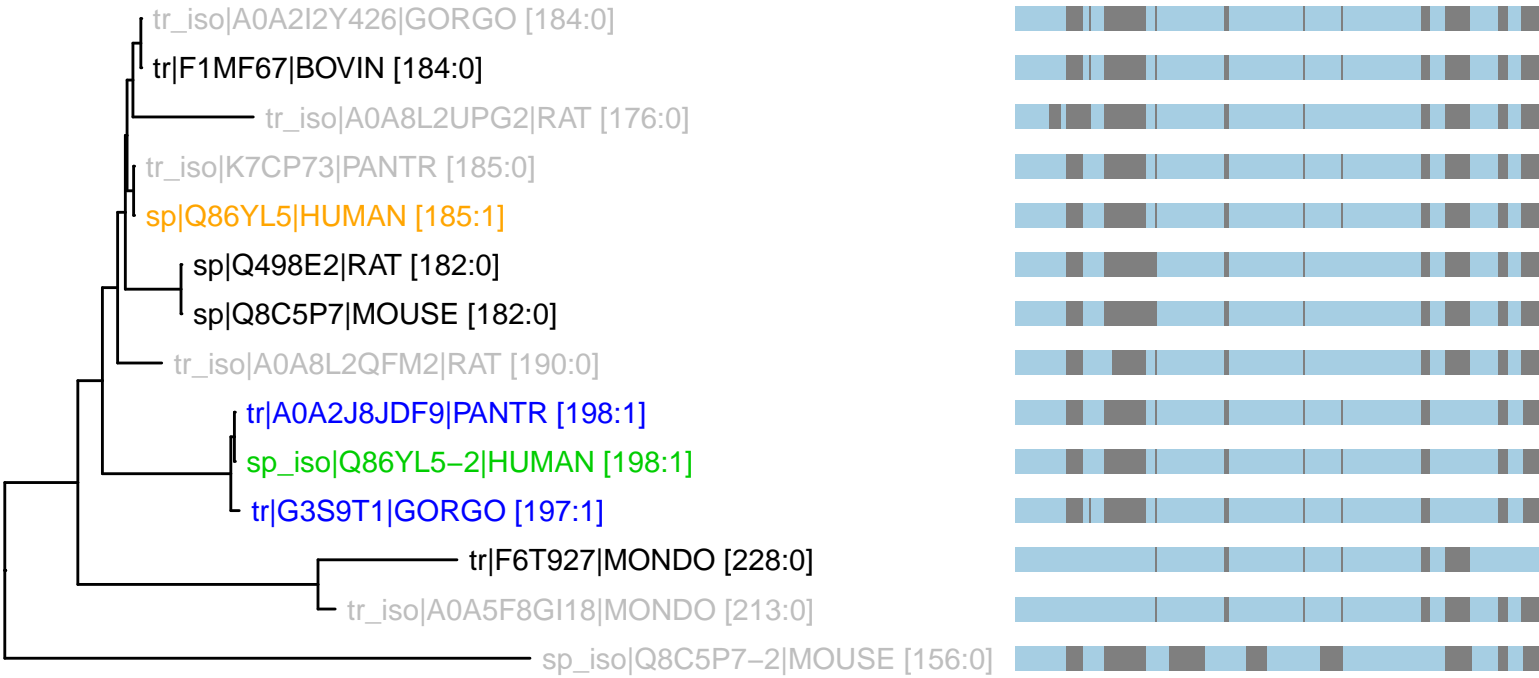 tr_iso|A0A2I2Y426|GORGO [184:0]
tr|F1MF67|BOVIN [184:0]
tr_iso|A0A8L2UPG2|RAT [176:0]
tr_iso|K7CP73|PANTR [185:0]
sp|Q86YL5|HUMAN [185:1]
sp|Q498E2|RAT [182:0]
sp|Q8C5P7|MOUSE [182:0]
tr_iso|A0A8L2QFM2|RAT [190:0]
tr|A0A2J8JDF9|PANTR [198:1]
sp_iso|Q86YL5−2|HUMAN [198:1]
tr|G3S9T1|GORGO [197:1]
tr|F6T927|MONDO [228:0]
tr_iso|A0A5F8GI18|MONDO [213:0]
sp_iso|Q8C5P7−2|MOUSE [156:0]